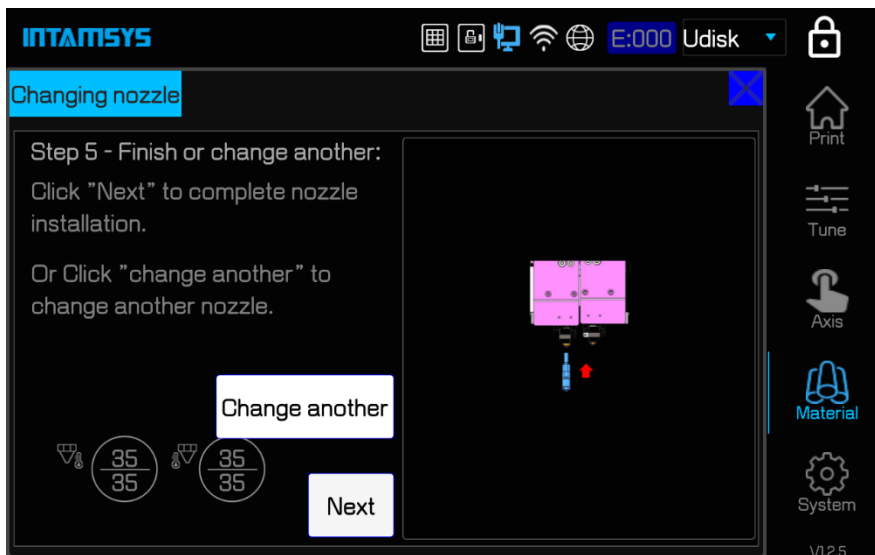 INTAMSYS
E:000 Udisk
Changing nozzle
Step 5 - Finish or change another:
Click "Next" to complete nozzle
installation.
Or Click "change another" to
change another nozzle.
Change another
35
35
35
35
Next
Print
Tune
Axis
Material
System
V1.2.5